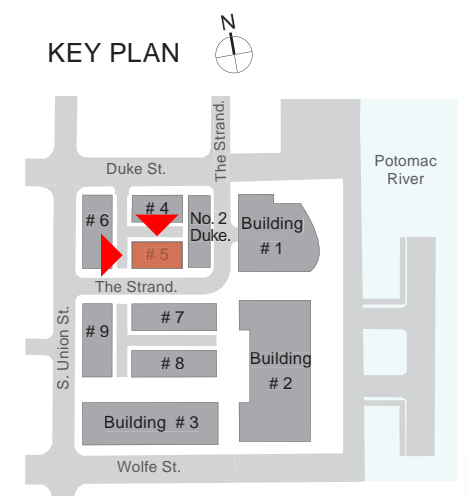 N
KEY PLAN
The Strand.
Duke St.
Potomac
River
# 4
# 6
No. 2
Duke.
Building
# 1
# 5
The Strand.
S. Union St.
# 7
# 9
# 8
Building
# 2
Building # 3
Wolfe St.